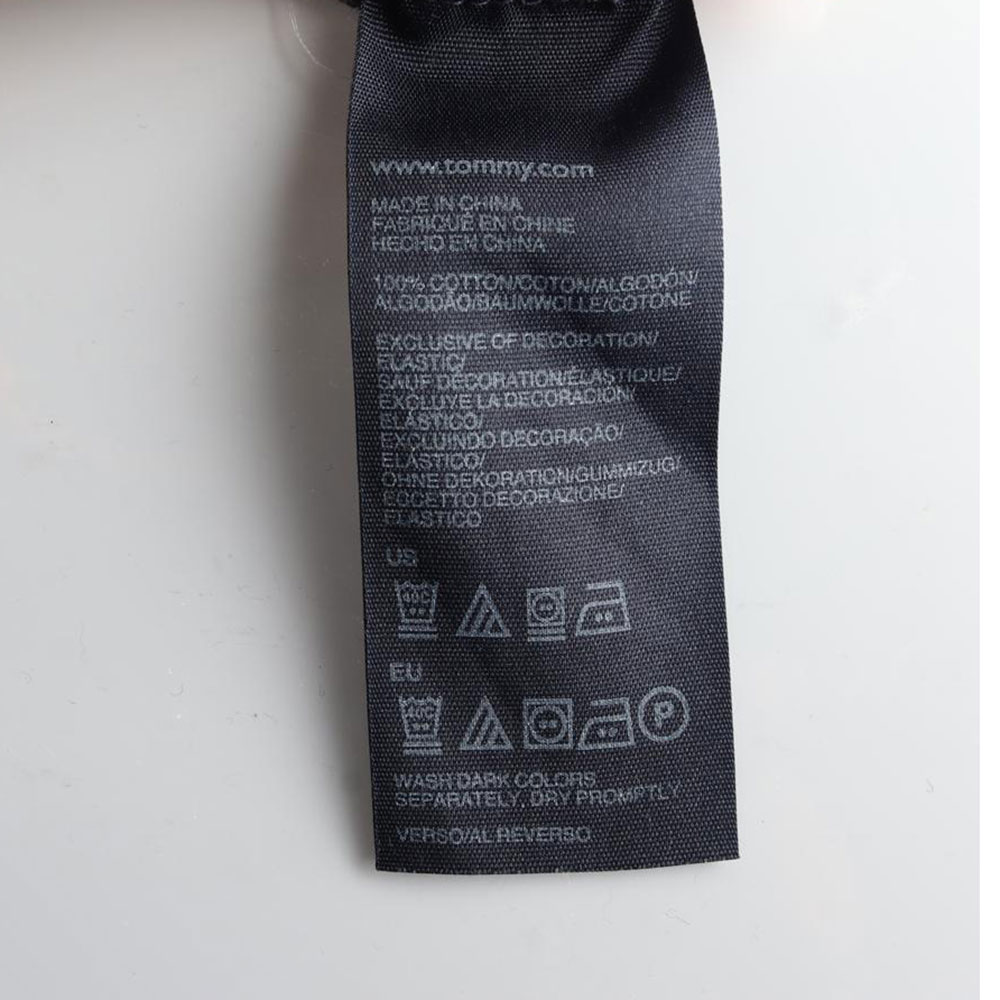 www.tommy.com
MADE IN CHINA
FABRIQUÉ EN CHINE
HECHO EN CHINA
100% COTTON/COTON/ALGODÓN/
ALGODÃO/BAUMWOLLE/COTONE
EXCLUSIVE OF DECORATION/
ELASTIC/
SAUF DÉCORATION/ÉLASTIQUE/
EXCLUYE LA DECORACIÓN/
ELÁSTICO/
EXCLUINDO DECORAÇÃO/
ELÁSTICO/
OHNE DEKORATION/GUMMIZUG/
ECCETTO DECORAZIONE/
ELASTICO
US
EU
P
WASH DARK COLORS
SEPARATELY, DRY PROMPTLY
VERSO/AL REVERSO